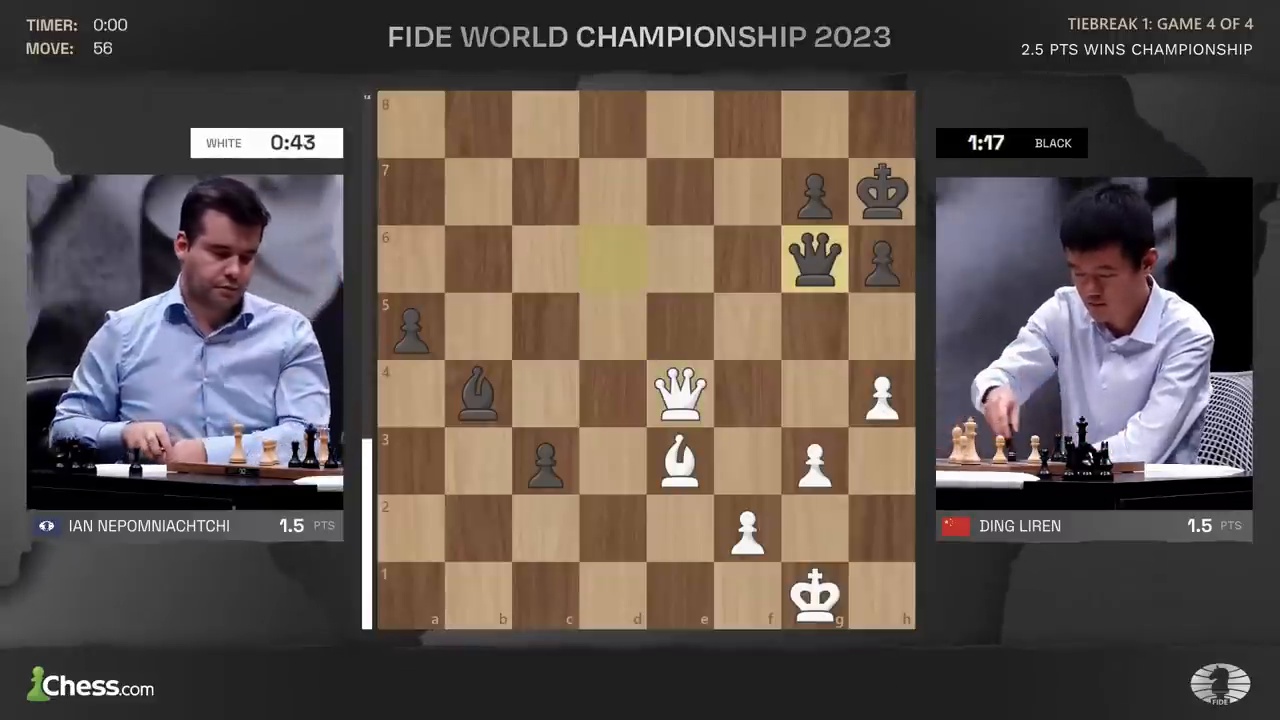 TIMER: 0:00
MOVE: 56
FIDE WORLD CHAMPIONSHIP 2023
TIEBREAK 1: GAME 4 OF 4
2.5 PTS WINS CHAMPIONSHIP
WHITE 0:43
1:17 BLACK
8
7
6
5
4
3
2
1
a b c d e f g h
IAN NEPOMNIACHTCHI 1.5 PTS
DING LIREN 1.5 PTS
Chess.com
FIDE